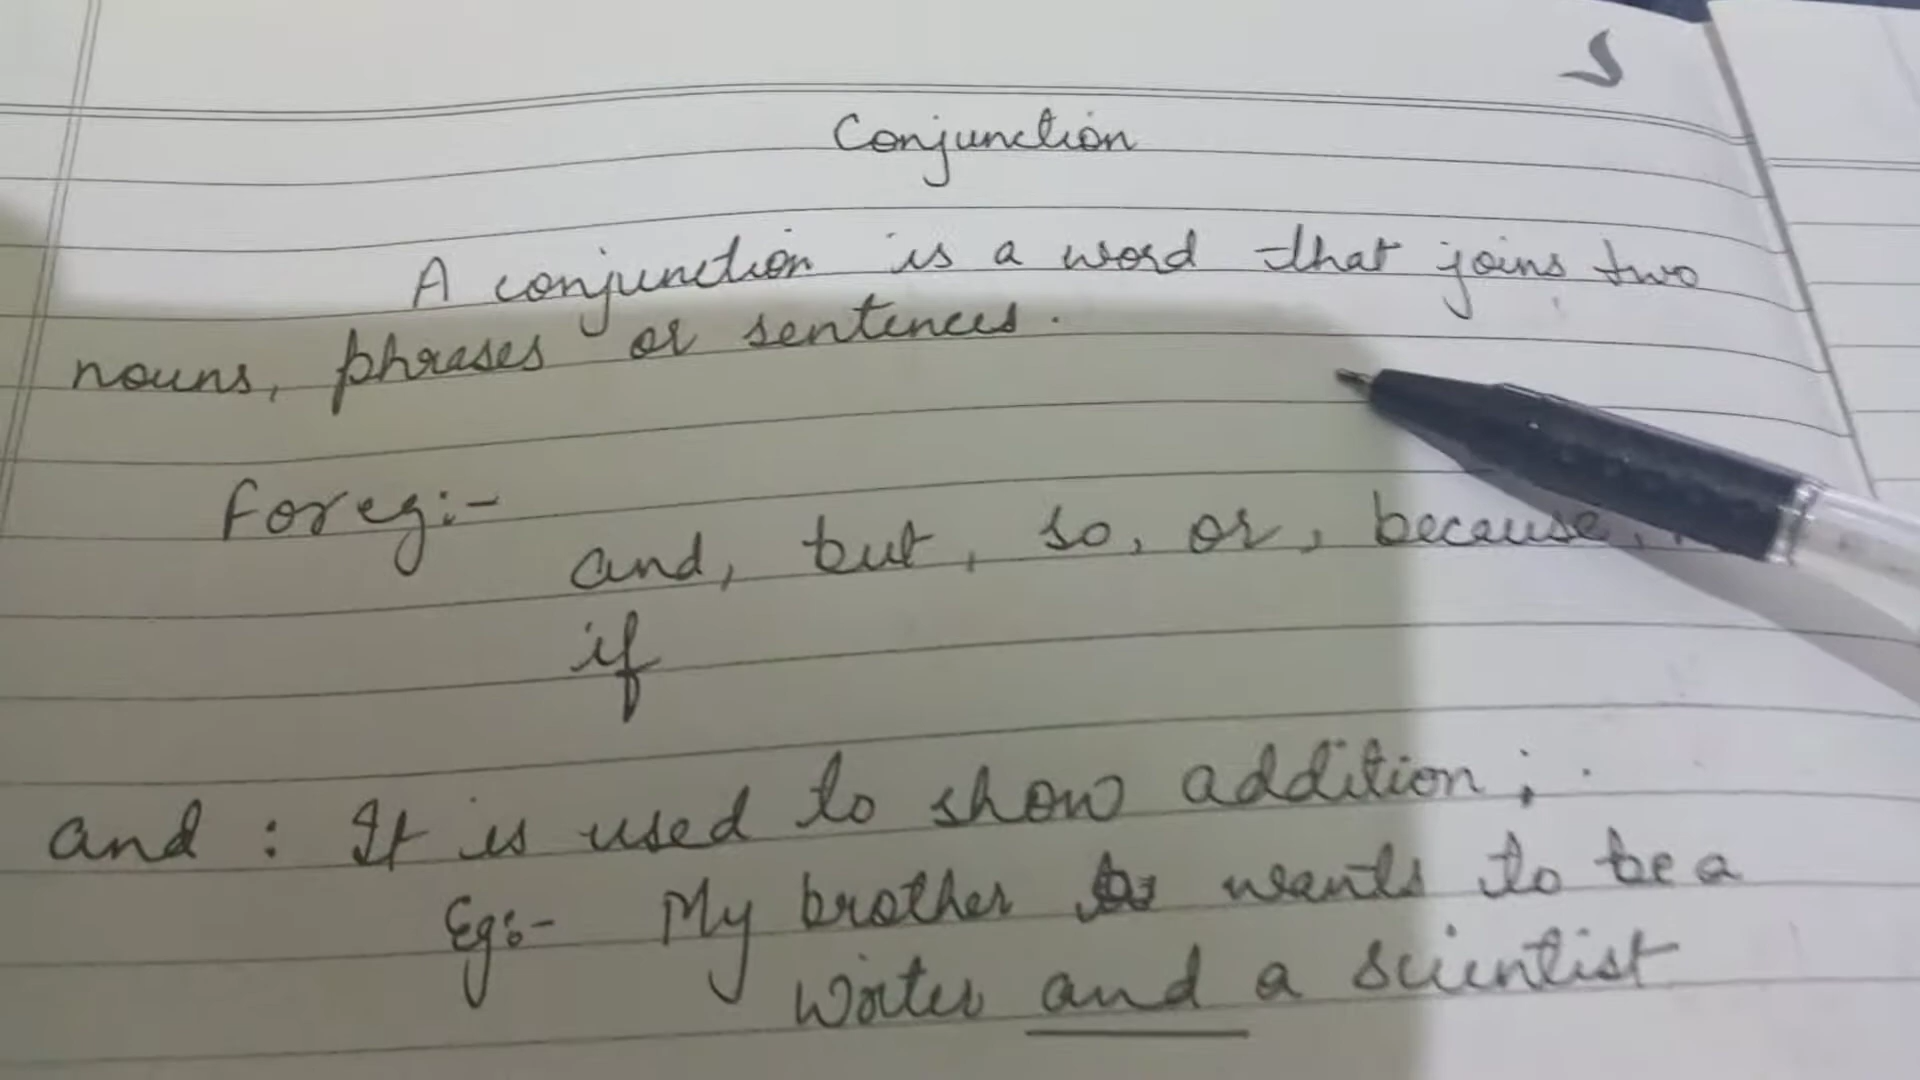 Conjunction
A conjunction is a word that joins two
nouns, phrases or sentences.
For eg:-
and, but, so, or, because,
if
and : It is used to show addition;
Eg:- My brother wants to be a
writer and a scientist